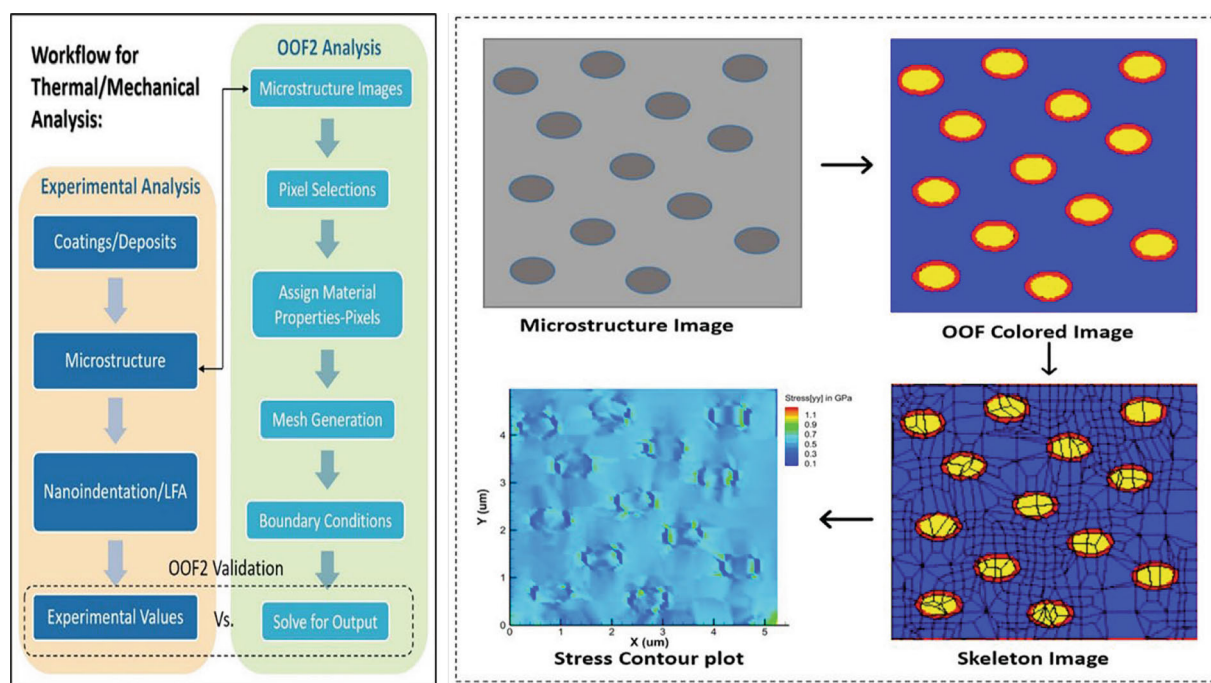 Workflow for
Thermal/Mechanical
Analysis:
Experimental Analysis
Coatings/Deposits
Microstructure
Nanoindentation/LFA
Experimental Values
OOF2 Analysis
Microstructure Images
Pixel Selections
Assign Material
Properties-Pixels
Mesh Generation
Boundary Conditions
OOF2 Validation
Vs.
Solve for Output
Microstructure Image
OOF Colored Image
Stress[yy] in GPa
1.1
0.9
0.7
0.5
0.3
0.1
Y (um)
4
3
2
1
0
0
1
2
3
4
5
X (um)
Stress Contour plot
Skeleton Image